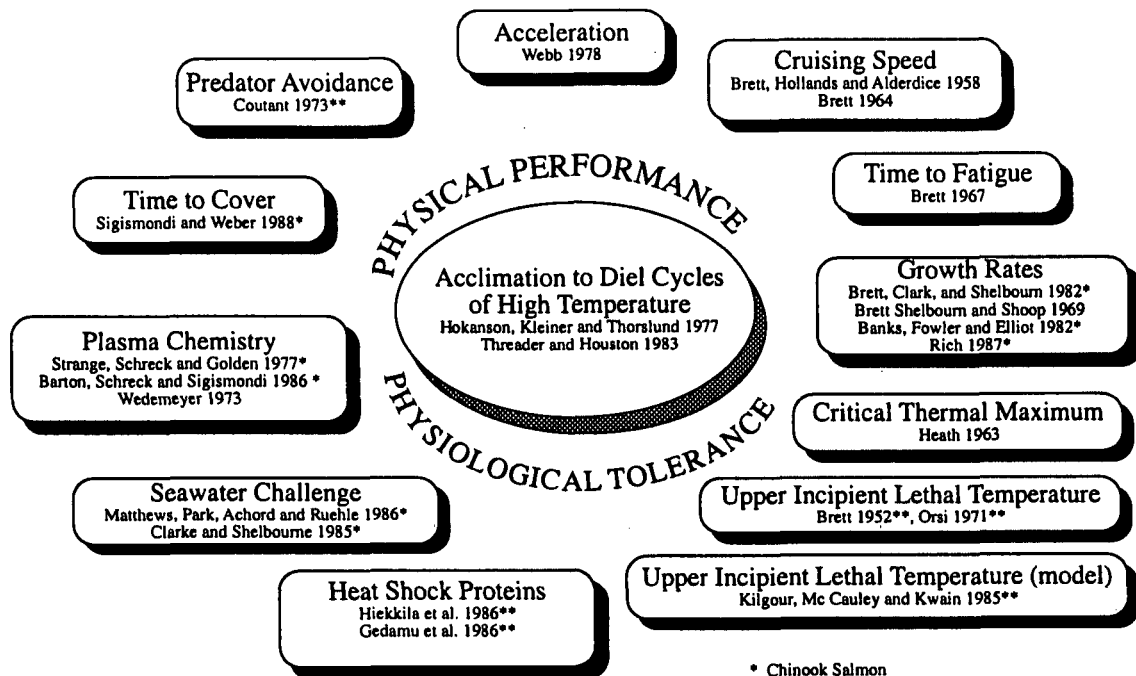 Acceleration
Webb 1978
Predator Avoidance
Coutant 1973**
Cruising Speed
Brett, Hollands and Alderdice 1958
Brett 1964
Time to Cover
Sigismondi and Weber 1988*
Time to Fatigue
Brett 1967
PHYSICAL PERFORMANCE
Acclimation to Diel Cycles
of High Temperature
Hokanson, Kleiner and Thorslund 1977
Threader and Houston 1983
PHYSIOLOGICAL TOLERANCE
Growth Rates
Brett, Clark, and Shelbourn 1982*
Brett Shelbourn and Shoop 1969
Banks, Fowler and Elliot 1982*
Rich 1987*
Plasma Chemistry
Strange, Schreck and Golden 1977*
Barton, Schreck and Sigismondi 1986 *
Wedemeyer 1973
Critical Thermal Maximum
Heath 1963
Seawater Challenge
Matthews, Park, Achord and Ruehle 1986*
Clarke and Shelbourne 1985*
Upper Incipient Lethal Temperature
Brett 1952**, Orsi 1971**
Heat Shock Proteins
Hiekkila et al. 1986**
Gedamu et al. 1986**
Upper Incipient Lethal Temperature (model)
Kilgour, Mc Cauley and Kwain 1985**
* Chinook Salmon